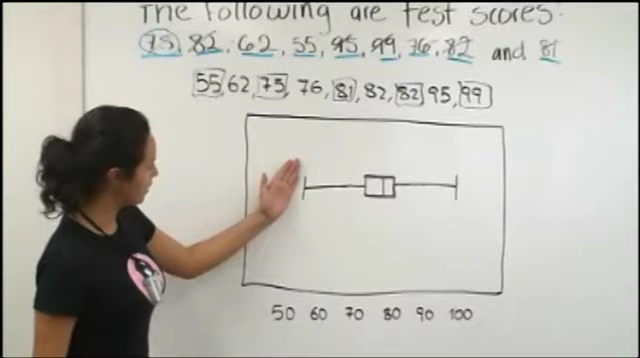 The following are test scores:
75, 82, 62, 55, 95, 99, 76, 82 and 81
55, 62, 75, 76, 81, 82, 82, 95, 99
50 60 70 80 90 100